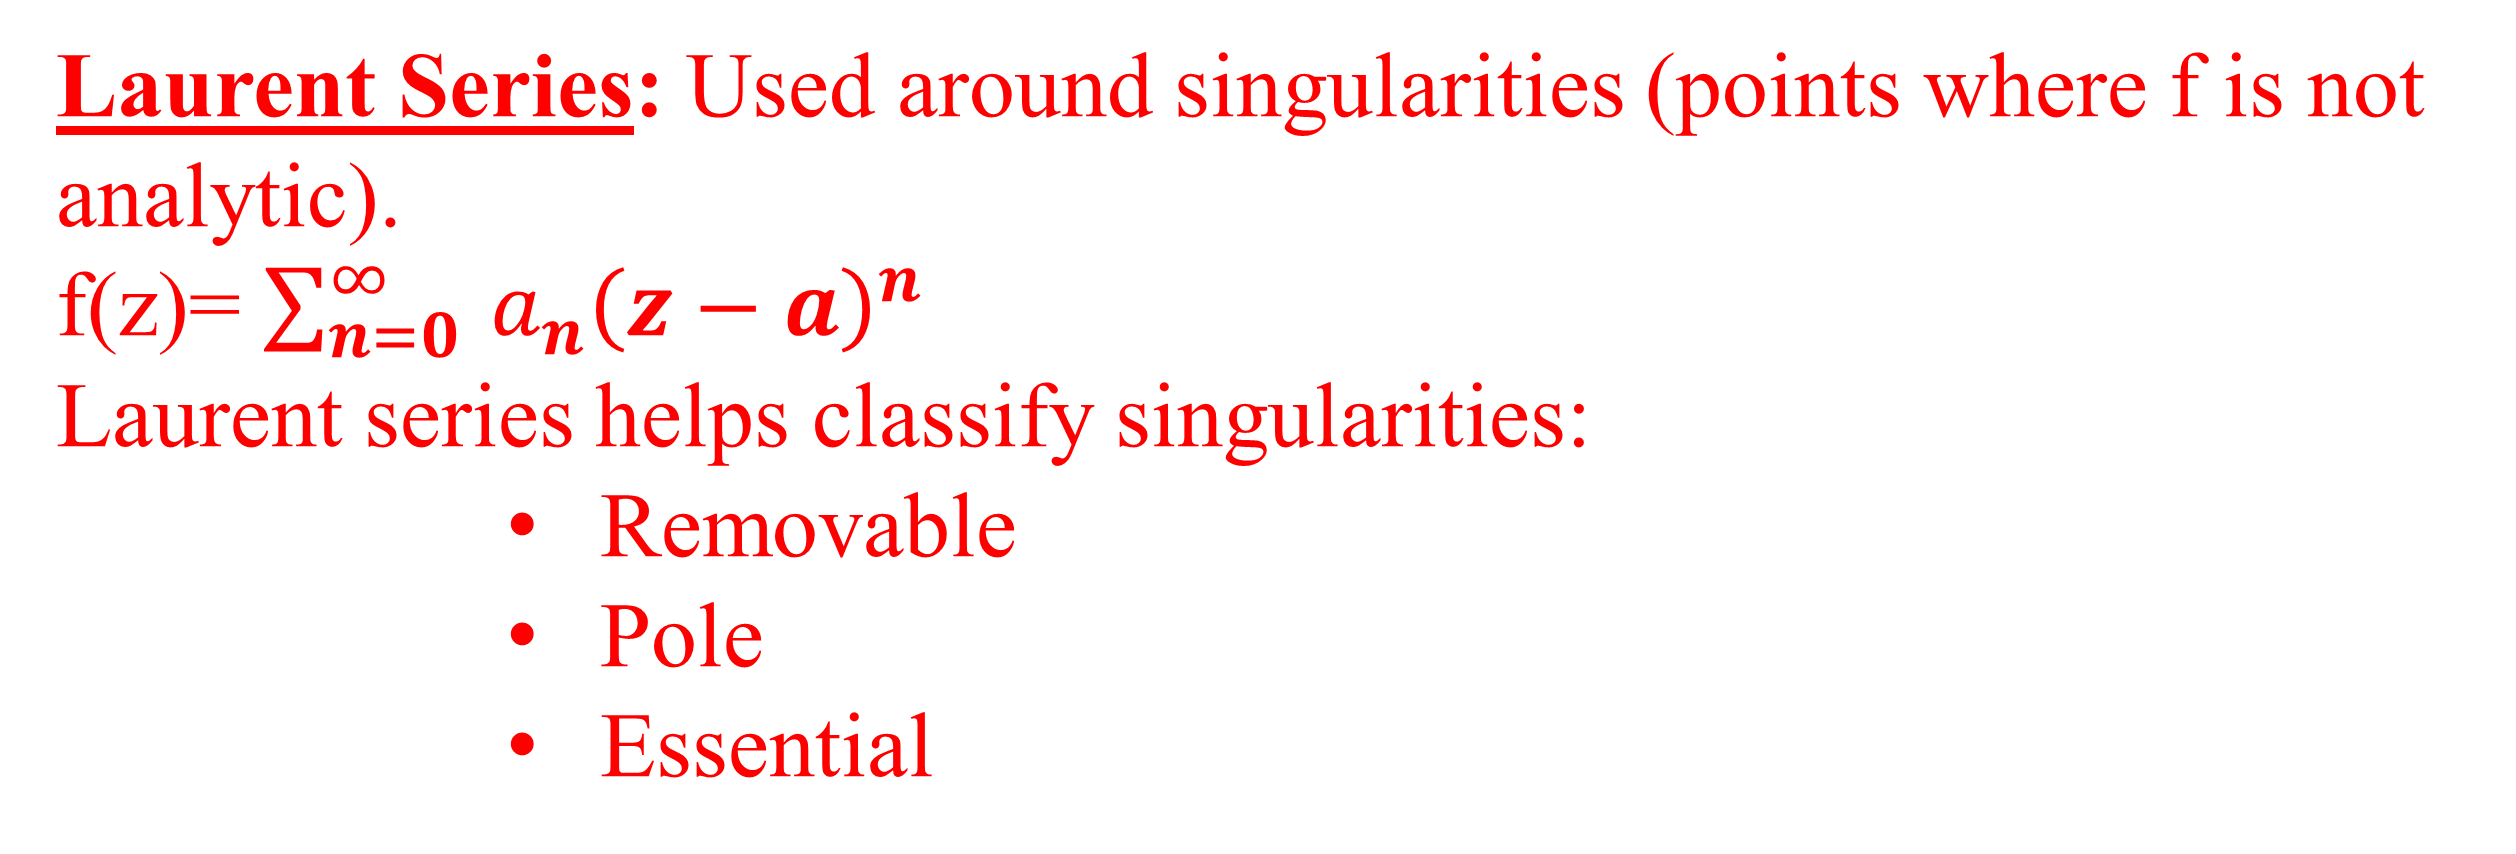 Laurent Series: Used around singularities (points where f is not
analytic).
f(z)= ∑_{n=0}^{∞} a_n (z − a)^n
Laurent series helps classify singularities:
• Removable
• Pole
• Essential